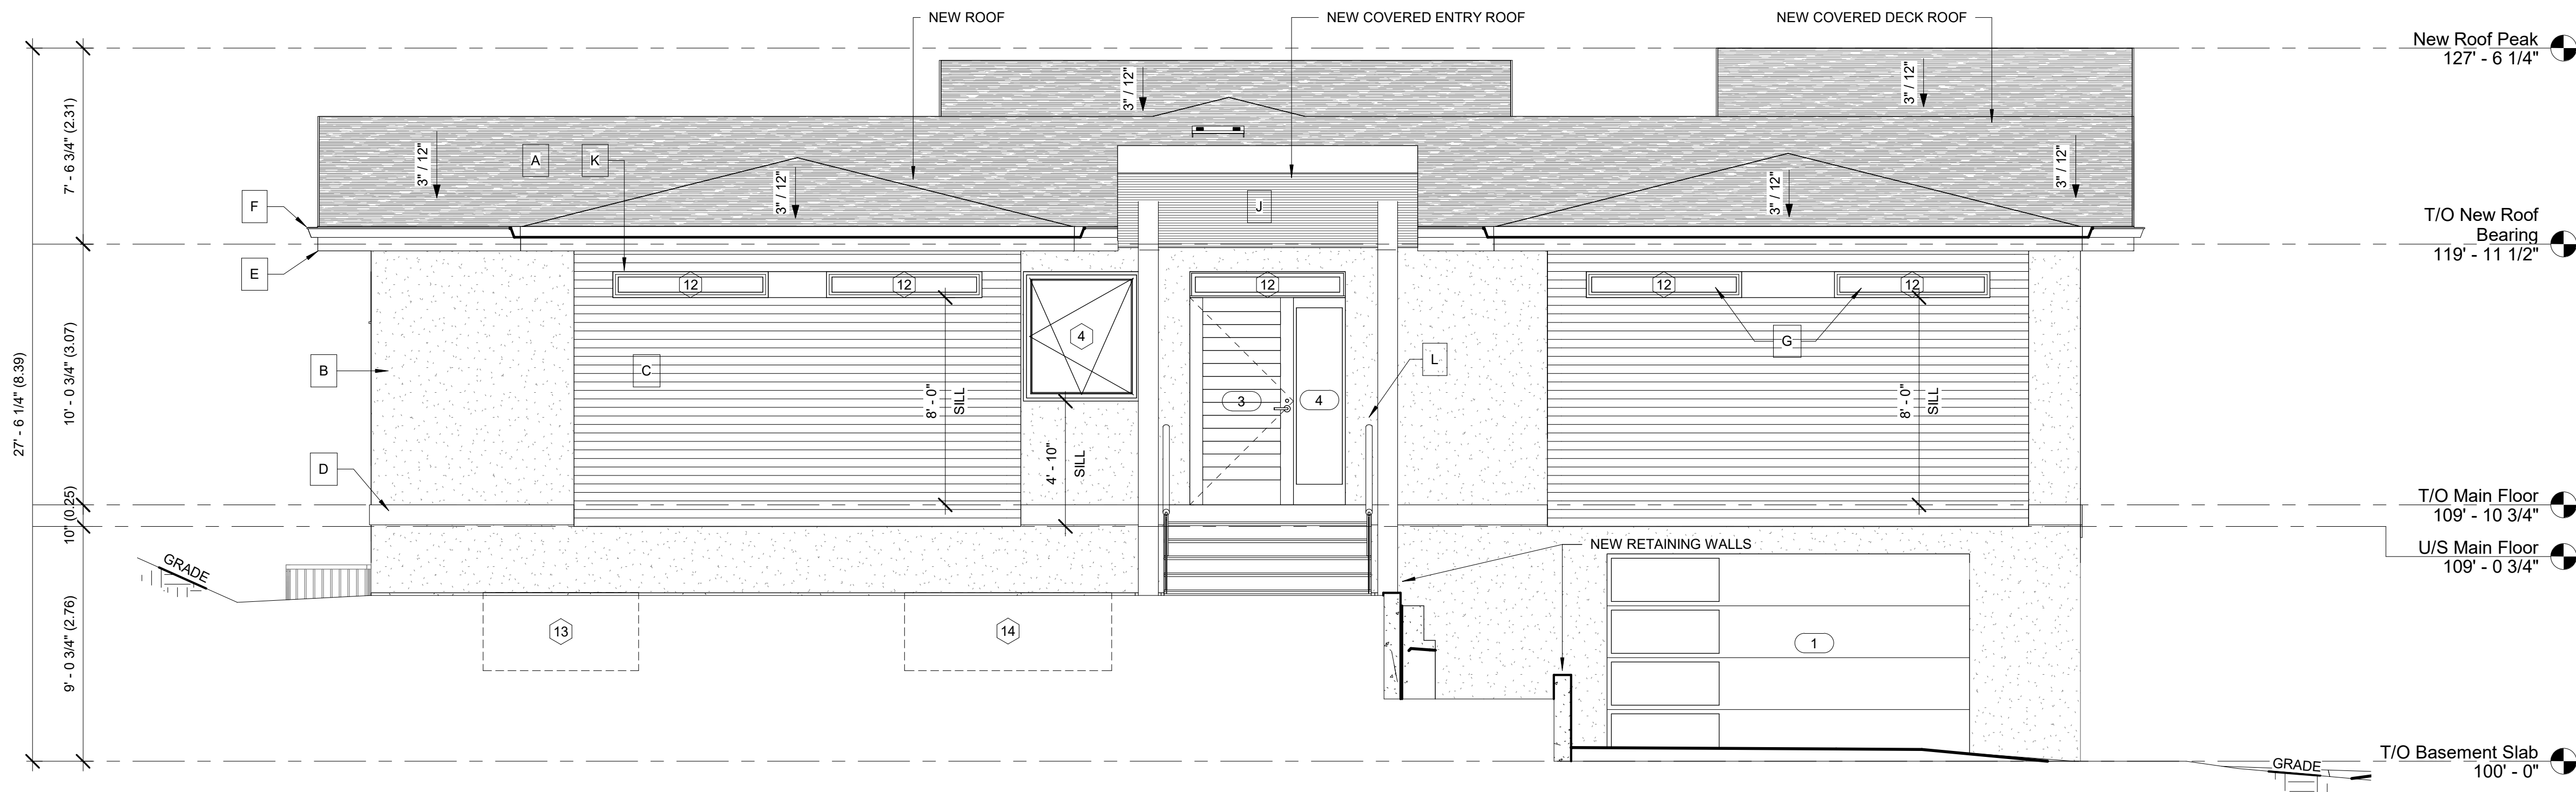 NEW ROOF
NEW COVERED ENTRY ROOF
NEW COVERED DECK ROOF
New Roof Peak
127' - 6 1/4"
3" / 12"
3" / 12"
7' - 6 3/4" (2.31)
A
K
3" / 12"
3" / 12"
3" / 12"
3" / 12"
F
J
T/O New Roof
Bearing
119' - 11 1/2"
E
12
12
12
12
12
4
G
27' - 6 1/4" (8.39)
10' - 0 3/4" (3.07)
B
C
8' - 0"
SILL
3
4
L
8' - 0"
SILL
D
4' - 10"
SILL
T/O Main Floor
109' - 10 3/4"
10" (0.25)
U/S Main Floor
109' - 0 3/4"
NEW RETAINING WALLS
GRADE
9' - 0 3/4" (2.76)
13
14
1
T/O Basement Slab
100' - 0"
GRADE